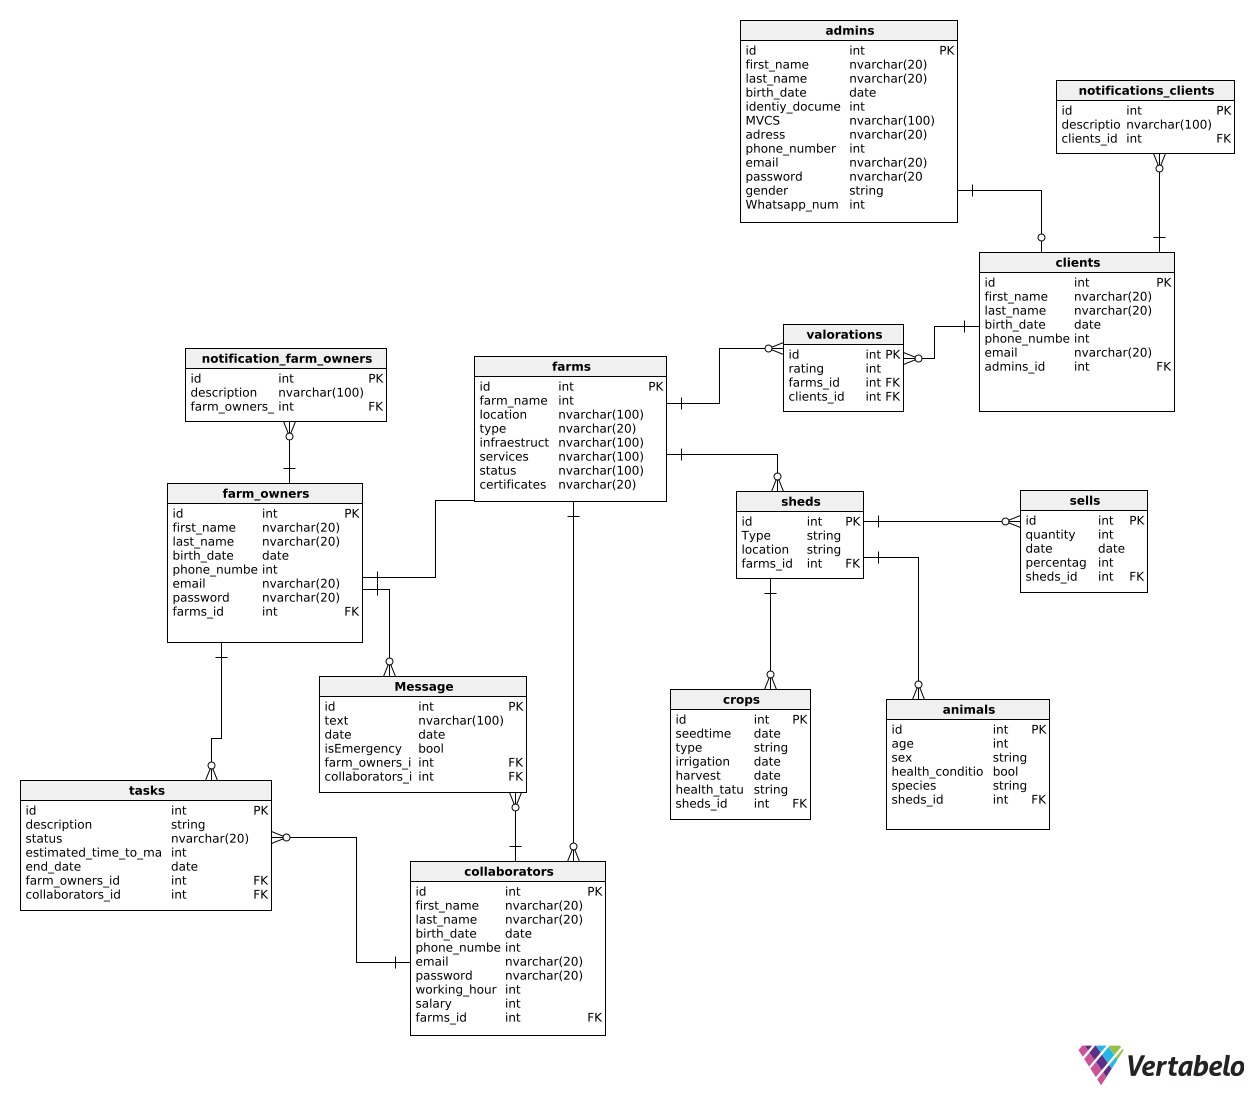 admins
id int PK
first_name nvarchar(20)
last_name nvarchar(20)
birth_date date
identiy_docume int
MVCS nvarchar(100)
adress nvarchar(20)
phone_number int
email nvarchar(20)
password nvarchar(20
gender string
Whatsapp_num int
notifications_clients
id int PK
descriptio nvarchar(100)
clients_id int FK
clients
id int PK
first_name nvarchar(20)
last_name nvarchar(20)
birth_date date
phone_numbe int
email nvarchar(20)
admins_id int FK
valorations
id int PK
rating int
farms_id int FK
clients_id int FK
notification_farm_owners
id int PK
description nvarchar(100)
farm_owners_ int FK
farms
id int PK
farm_name int
location nvarchar(100)
type nvarchar(20)
infraestruct nvarchar(100)
services nvarchar(100)
status nvarchar(100)
certificates nvarchar(20)
farm_owners
id int PK
first_name nvarchar(20)
last_name nvarchar(20)
birth_date date
phone_numbe int
email nvarchar(20)
password nvarchar(20)
farms_id int FK
sheds
id int PK
Type string
location string
farms_id int FK
sells
id int PK
quantity int
date date
percentag int
sheds_id int FK
Message
id int PK
text nvarchar(100)
date date
isEmergency bool
farm_owners_i int FK
collaborators_i int FK
crops
id int PK
seedtime date
type string
irrigation date
harvest date
health_tatu string
sheds_id int FK
animals
id int PK
age int
sex string
health_conditio bool
species string
sheds_id int FK
tasks
id int PK
description string
status nvarchar(20)
estimated_time_to_ma int
end_date date
farm_owners_id int FK
collaborators_id int FK
collaborators
id int PK
first_name nvarchar(20)
last_name nvarchar(20)
birth_date date
phone_numbe int
email nvarchar(20)
password nvarchar(20)
working_hour int
salary int
farms_id int FK
Vertabelo